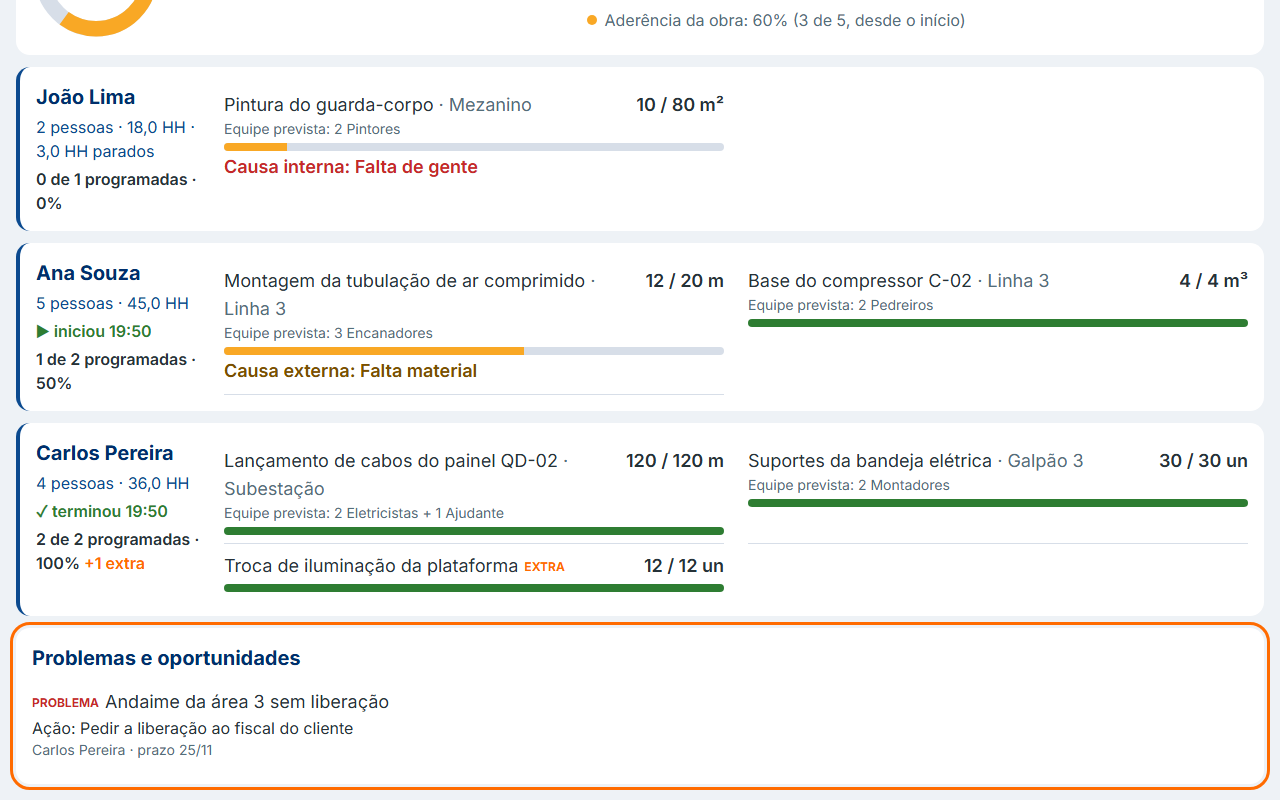 Aderência da obra: 60% (3 de 5, desde o início)
João Lima
2 pessoas · 18,0 HH ·
3,0 HH parados
0 de 1 programadas ·
0%
Pintura do guarda-corpo · Mezanino
10 / 80 m²
Equipe prevista: 2 Pintores
Causa interna: Falta de gente
Ana Souza
5 pessoas · 45,0 HH
▶ iniciou 19:50
1 de 2 programadas ·
50%
Montagem da tubulação de ar comprimido ·
Linha 3
12 / 20 m
Equipe prevista: 3 Encanadores
Causa externa: Falta material
Base do compressor C-02 · Linha 3
4 / 4 m³
Equipe prevista: 2 Pedreiros
Carlos Pereira
4 pessoas · 36,0 HH
✓ terminou 19:50
2 de 2 programadas ·
100% +1 extra
Lançamento de cabos do painel QD-02 ·
Subestação
120 / 120 m
Equipe prevista: 2 Eletricistas + 1 Ajudante
Suportes da bandeja elétrica · Galpão 3
30 / 30 un
Equipe prevista: 2 Montadores
Troca de iluminação da plataforma EXTRA
12 / 12 un
Problemas e oportunidades
PROBLEMA Andaime da área 3 sem liberação
Ação: Pedir a liberação ao fiscal do cliente
Carlos Pereira · prazo 25/11